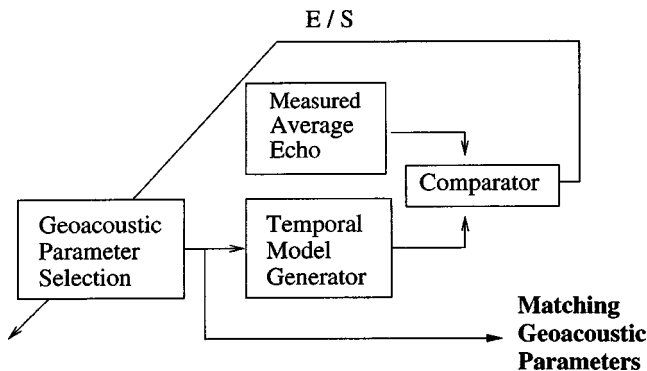 E / S
Measured
Average
Echo
Comparator
Geoacoustic
Parameter
Selection
Temporal
Model
Generator
Matching
Geoacoustic
Parameters